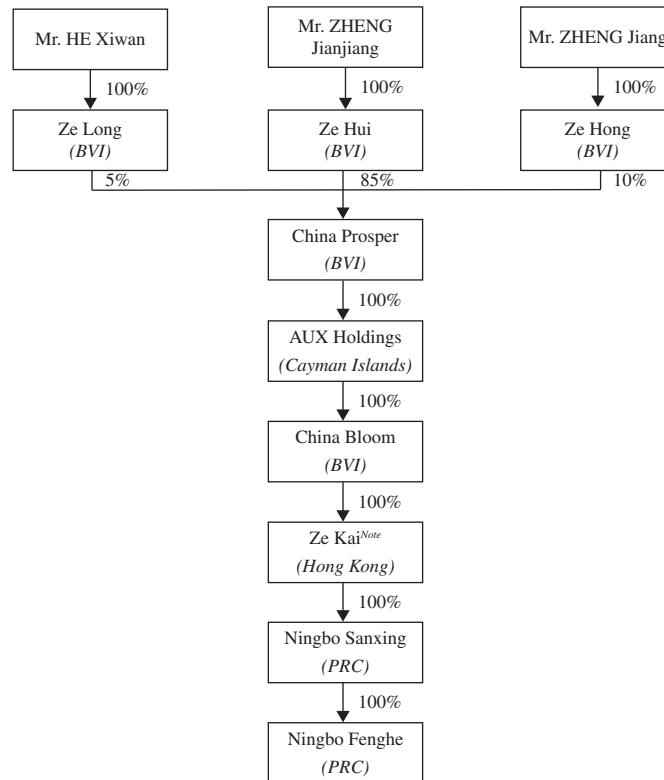 Mr. HE Xiwan
Mr. ZHENG
Jianjiang
Mr. ZHENG Jiang
100%
100%
100%
Ze Long
(BVI)
Ze Hui
(BVI)
Ze Hong
(BVI)
5%
85%
10%
China Prosper
(BVI)
100%
AUX Holdings
(Cayman Islands)
100%
China Bloom
(BVI)
100%
Ze Kai Note
(Hong Kong)
100%
Ningbo Sanxing
(PRC)
100%
Ningbo Fenghe
(PRC)